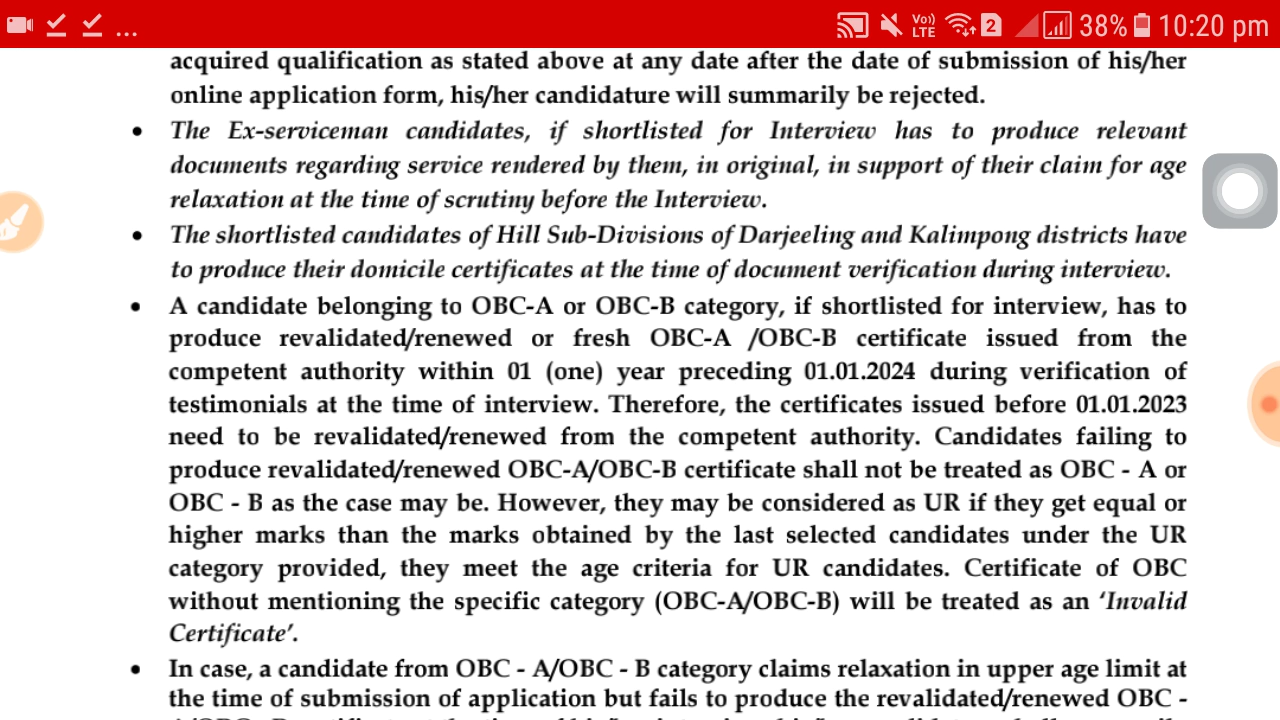 ... Vo)) LTE 2 38% 10:20 pm
acquired qualification as stated above at any date after the date of submission of his/her
online application form, his/her candidature will summarily be rejected.
• The Ex-serviceman candidates, if shortlisted for Interview has to produce relevant
documents regarding service rendered by them, in original, in support of their claim for age
relaxation at the time of scrutiny before the Interview.
• The shortlisted candidates of Hill Sub-Divisions of Darjeeling and Kalimpong districts have
to produce their domicile certificates at the time of document verification during interview.
• A candidate belonging to OBC-A or OBC-B category, if shortlisted for interview, has to
produce revalidated/renewed or fresh OBC-A /OBC-B certificate issued from the
competent authority within 01 (one) year preceding 01.01.2024 during verification of
testimonials at the time of interview. Therefore, the certificates issued before 01.01.2023
need to be revalidated/renewed from the competent authority. Candidates failing to
produce revalidated/renewed OBC-A/OBC-B certificate shall not be treated as OBC - A or
OBC - B as the case may be. However, they may be considered as UR if they get equal or
higher marks than the marks obtained by the last selected candidates under the UR
category provided, they meet the age criteria for UR candidates. Certificate of OBC
without mentioning the specific category (OBC-A/OBC-B) will be treated as an ‘Invalid
Certificate’.
• In case, a candidate from OBC - A/OBC - B category claims relaxation in upper age limit at
the time of submission of application but fails to produce the revalidated/renewed OBC -